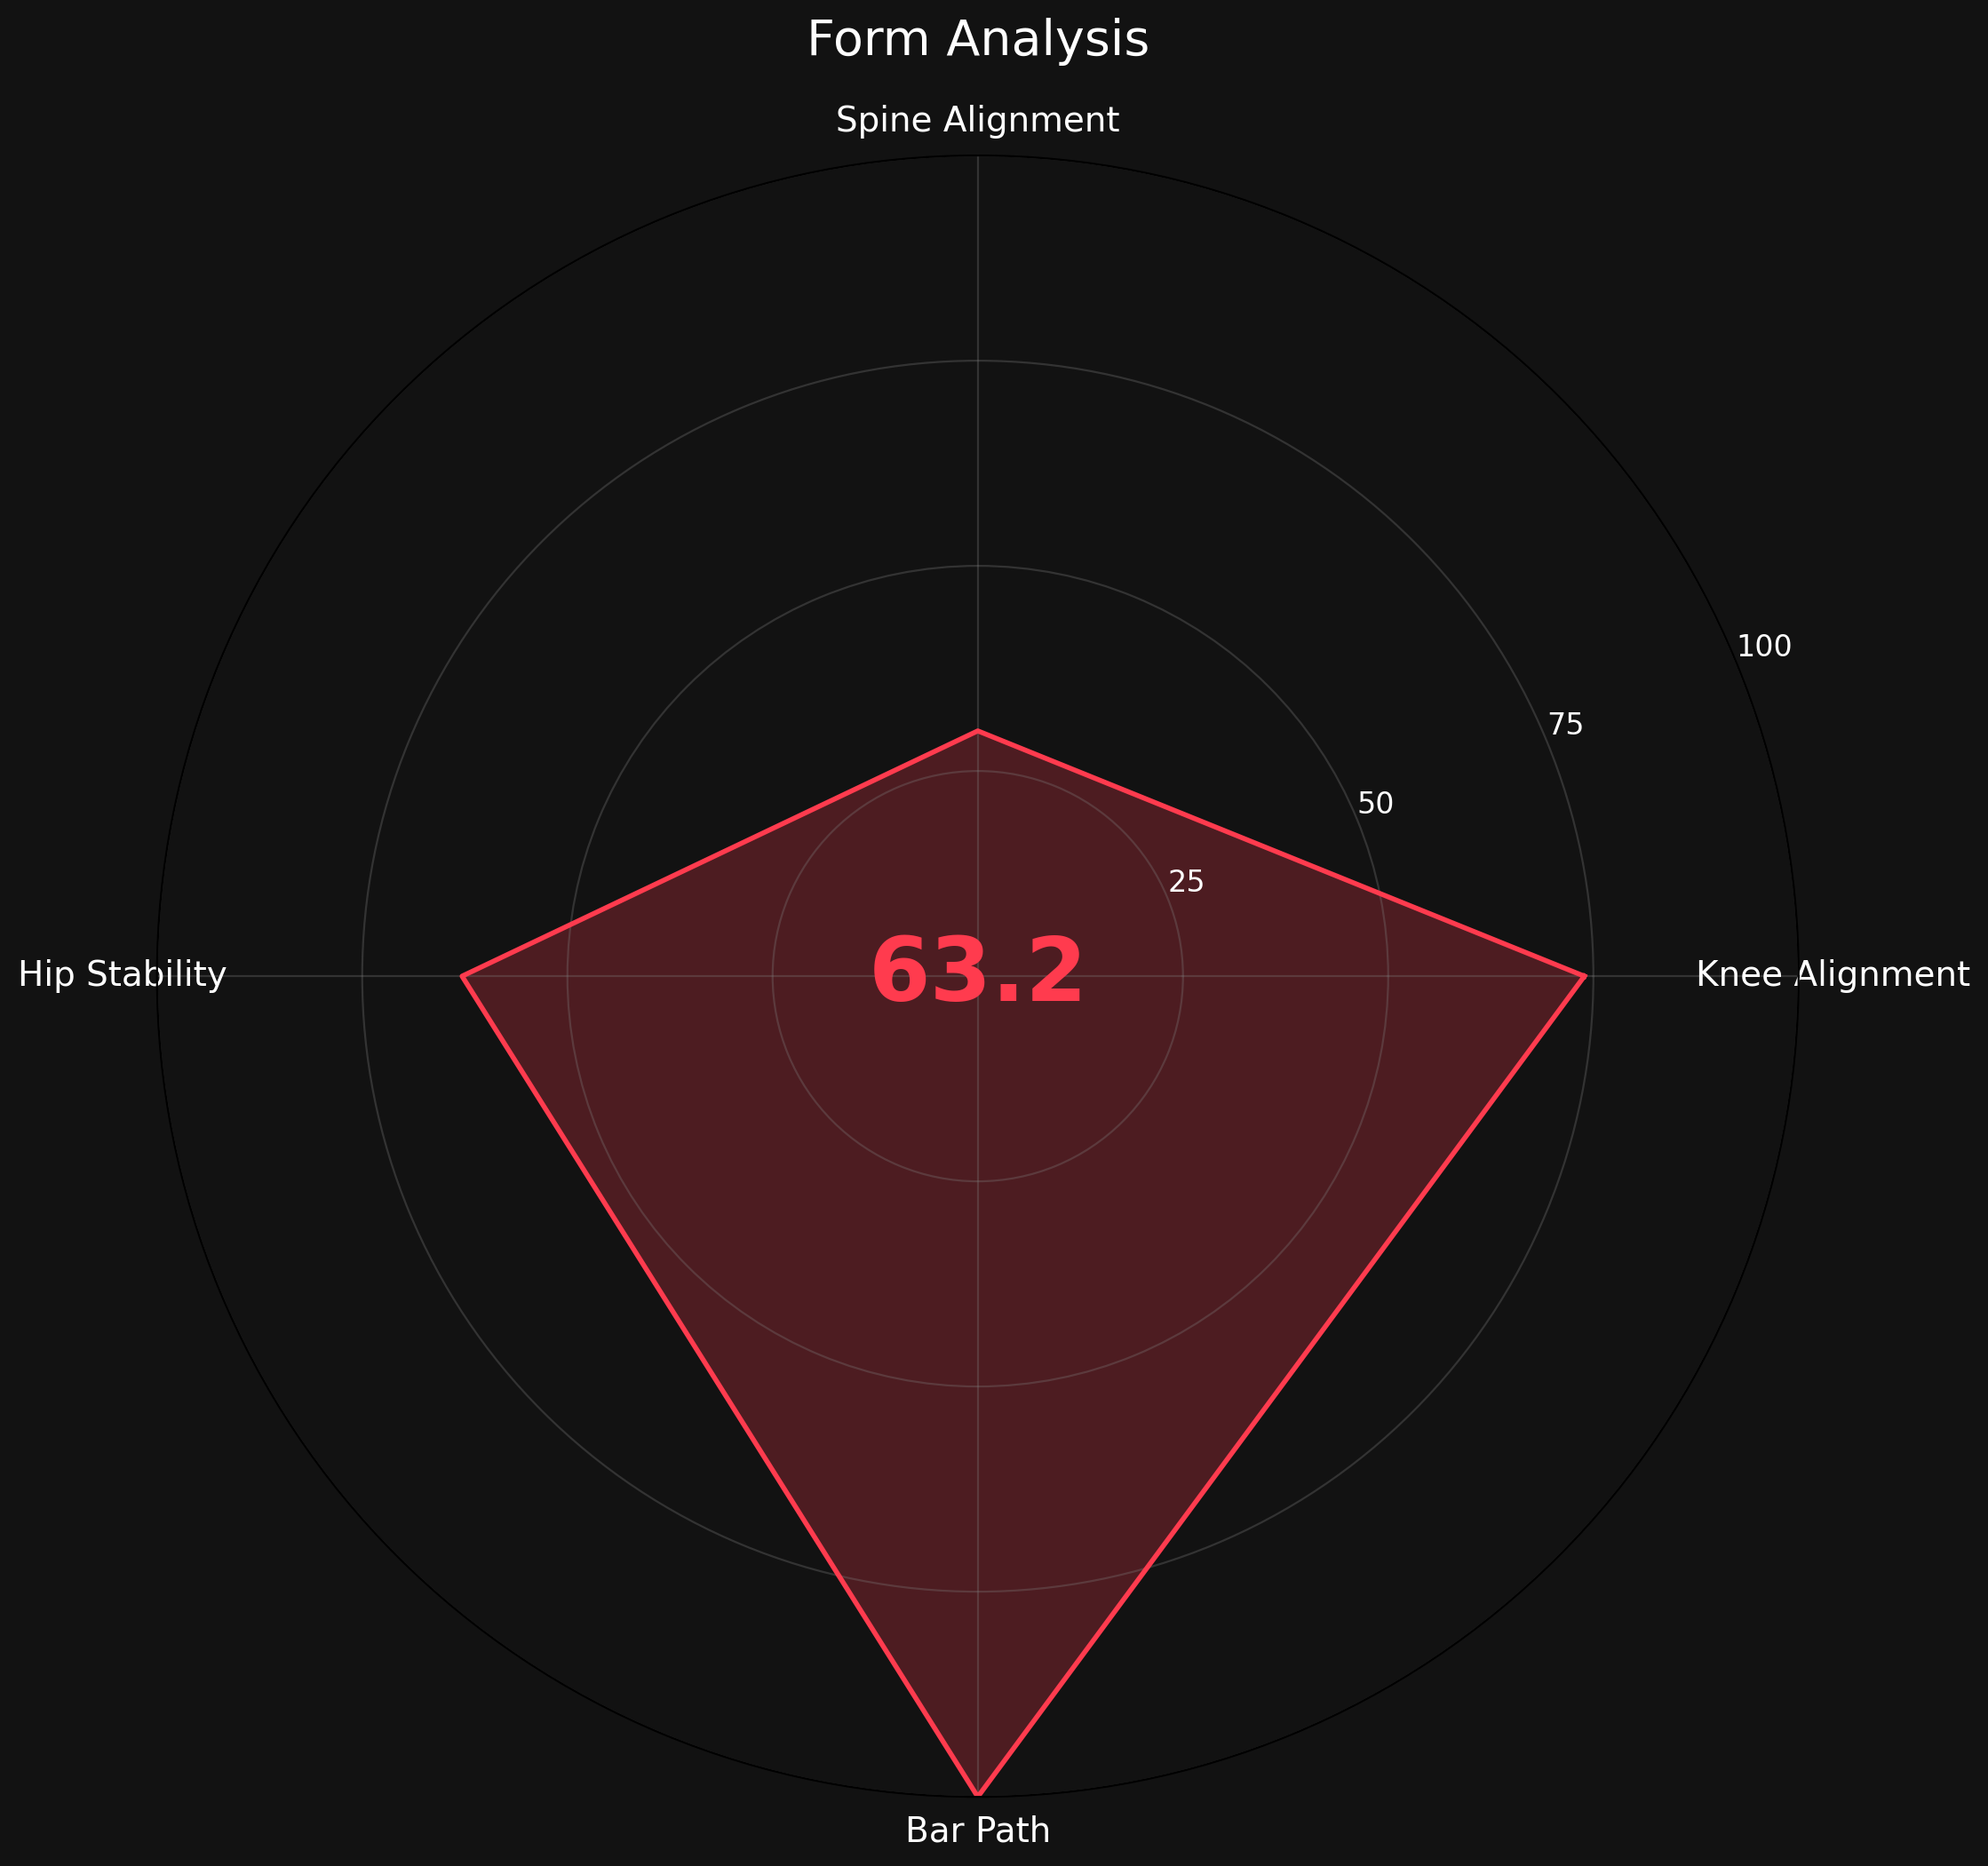 Form Analysis
Spine Alignment
100
75
50
25
63.2
Hip Stability
Knee Alignment
Bar Path